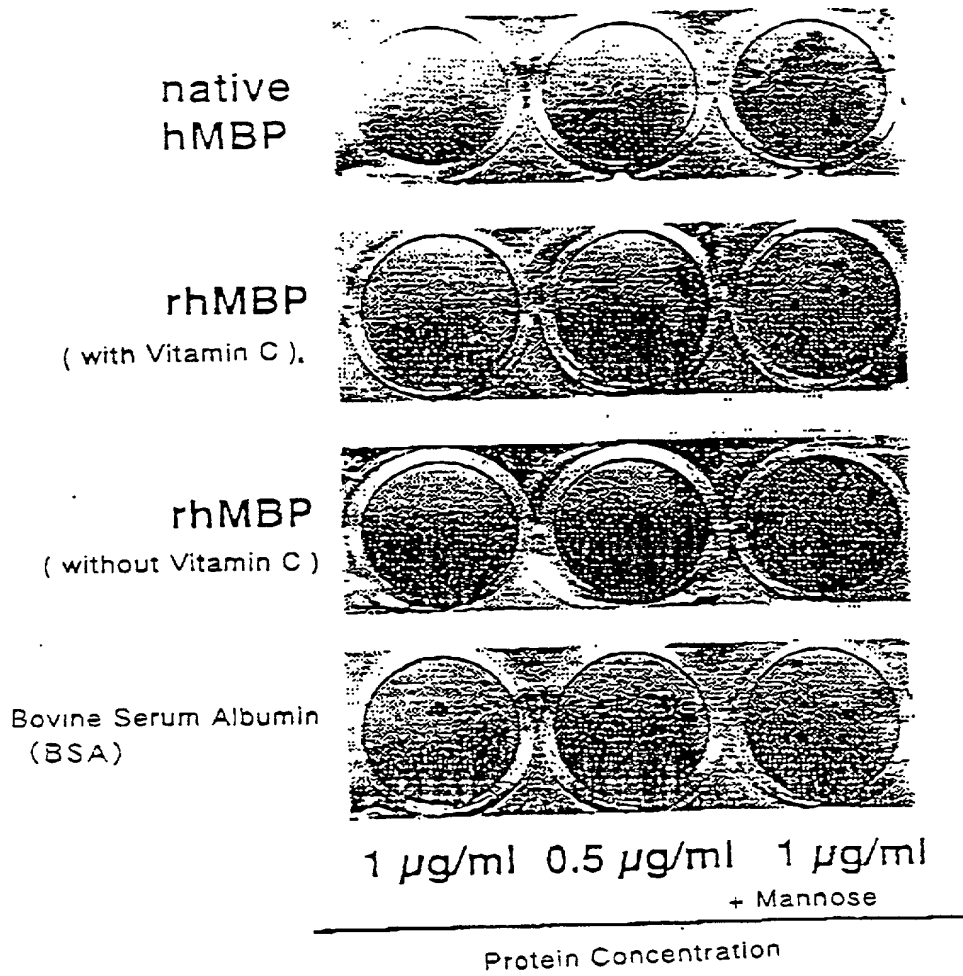 native
hMBP
rhMBP
( with Vitamin C ).
rhMBP
( without Vitamin C )
Bovine Serum Albumin
(BSA)
1 µg/ml 0.5 µg/ml 1 µg/ml
+ Mannose
Protein Concentration